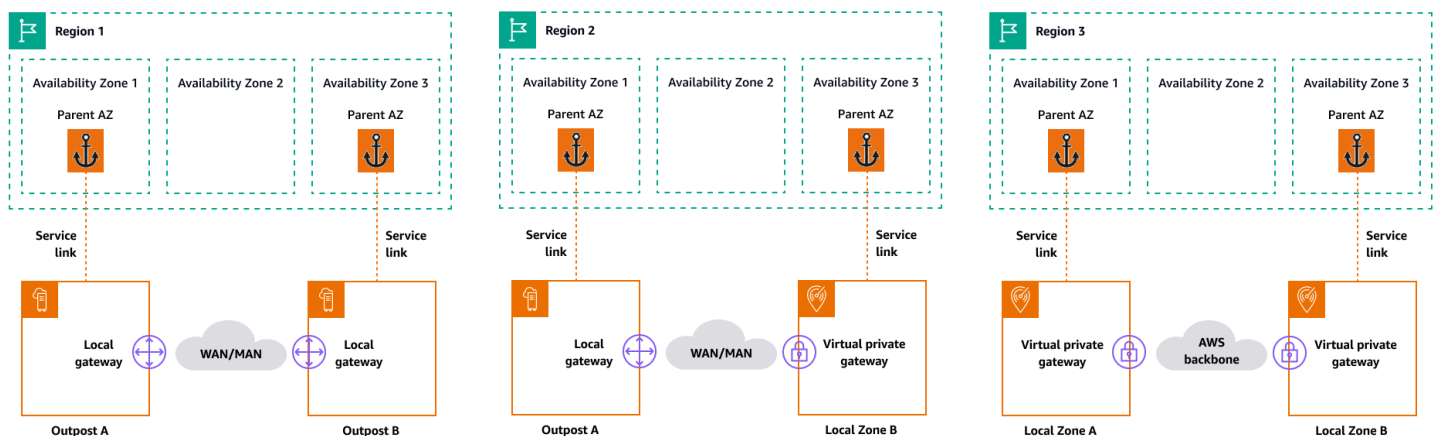 Region 1
Availability Zone 1
Availability Zone 2
Availability Zone 3
Parent AZ
Parent AZ
Service
link
Service
link
Local
gateway
WAN/MAN
Local
gateway
Outpost A
Outpost B
Region 2
Availability Zone 1
Availability Zone 2
Availability Zone 3
Parent AZ
Parent AZ
Service
link
Service
link
Local
gateway
WAN/MAN
Virtual private
gateway
Outpost A
Local Zone B
Region 3
Availability Zone 1
Availability Zone 2
Availability Zone 3
Parent AZ
Parent AZ
Service
link
Service
link
Virtual private
gateway
AWS
backbone
Virtual private
gateway
Local Zone A
Local Zone B